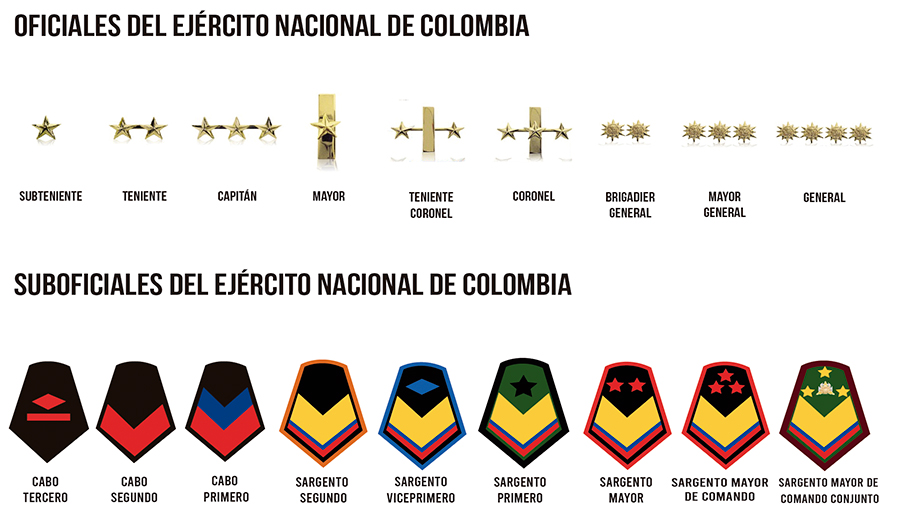 OFICIALES DEL EJÉRCITO NACIONAL DE COLOMBIA
SUBTENIENTE
TENIENTE
CAPITÁN
MAYOR
TENIENTE
CORONEL
CORONEL
BRIGADIER
GENERAL
MAYOR
GENERAL
GENERAL
SUBOFICIALES DEL EJÉRCITO NACIONAL DE COLOMBIA
CABO
TERCERO
CABO
SEGUNDO
CABO
PRIMERO
SARGENTO
SEGUNDO
SARGENTO
VICEPRIMERO
SARGENTO
PRIMERO
SARGENTO
MAYOR
SARGENTO MAYOR
DE COMANDO
SARGENTO MAYOR DE
COMANDO CONJUNTO